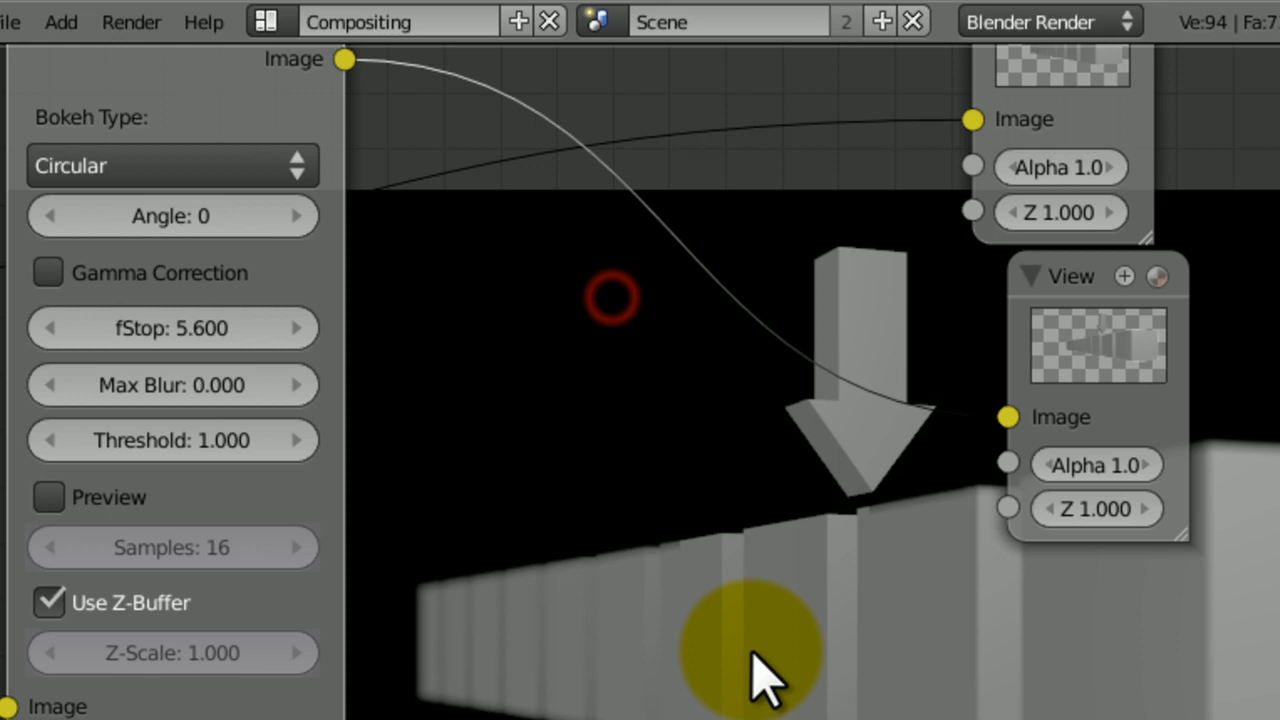 ile Add Render Help Compositing Scene 2 Blender Render Ve:94 | Fa:7
Image
Bokeh Type:
Circular
Angle: 0
Gamma Correction
fStop: 5.600
Max Blur: 0.000
Threshold: 1.000
Preview
Samples: 16
Use Z-Buffer
Z-Scale: 1.000
Image
Image
Alpha 1.0
Z 1.000
View
Image
Alpha 1.0
Z 1.000